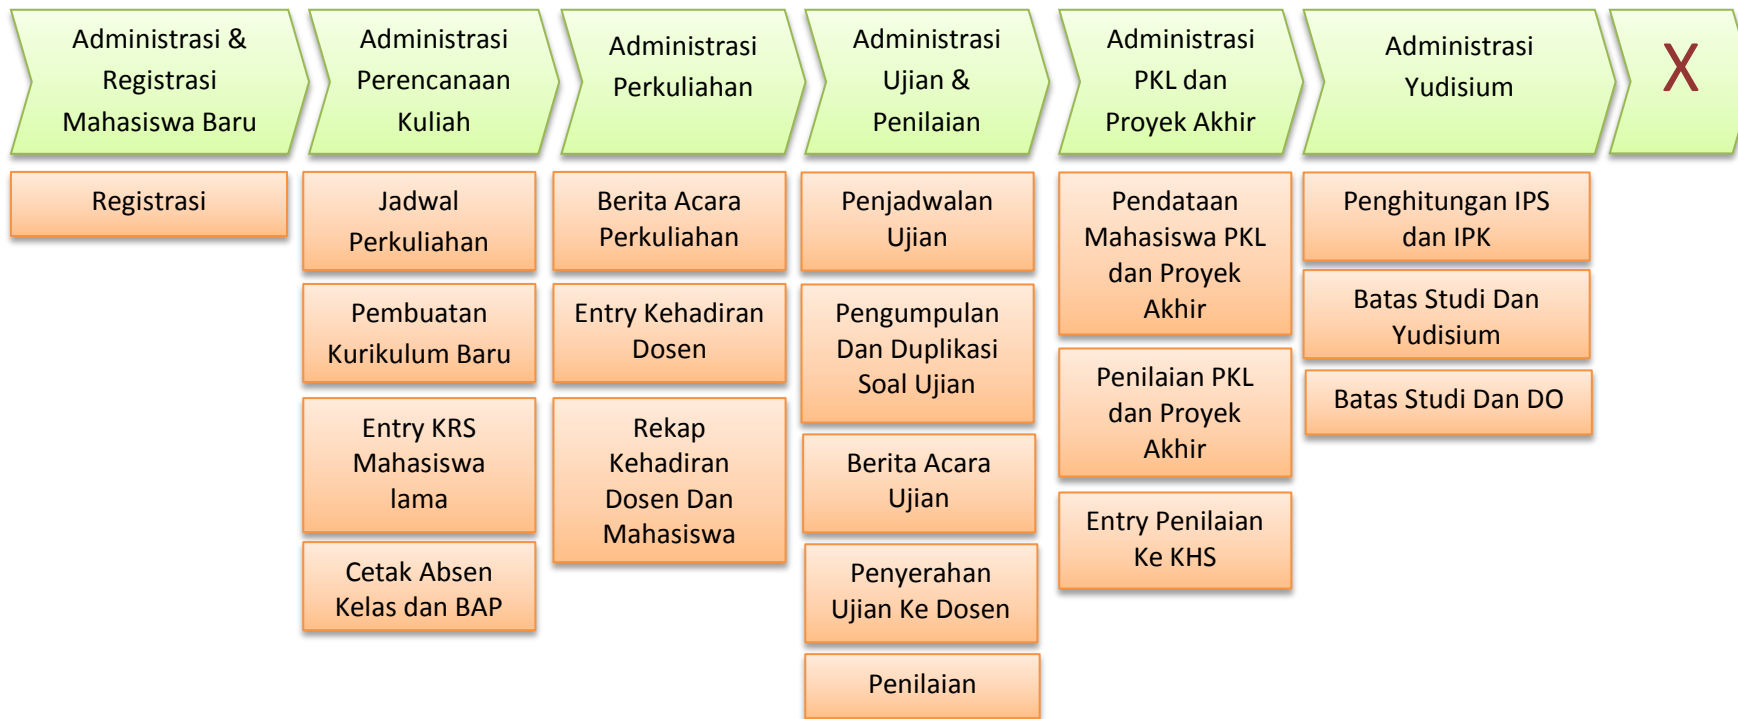 Administrasi &
Registrasi
Mahasiswa Baru
Administrasi
Perencanaan
Kuliah
Administrasi
Perkuliahan
Administrasi
Ujian &
Penilaian
Administrasi
PKL dan
Proyek Akhir
Administrasi
Yudisium
X
Registrasi
Jadwal
Perkuliahan
Pembuatan
Kurikulum Baru
Entry KRS
Mahasiswa
lama
Cetak Absen
Kelas dan BAP
Berita Acara
Perkuliahan
Entry Kehadiran
Dosen
Rekap
Kehadiran
Dosen Dan
Mahasiswa
Penjadwalan
Ujian
Pengumpulan
Dan Duplikasi
Soal Ujian
Berita Acara
Ujian
Penyerahan
Ujian Ke Dosen
Penilaian
Pendataan
Mahasiswa PKL
dan Proyek
Akhir
Penilaian PKL
dan Proyek
Akhir
Entry Penilaian
Ke KHS
Penghitungan IPS
dan IPK
Batas Studi Dan
Yudisium
Batas Studi Dan DO